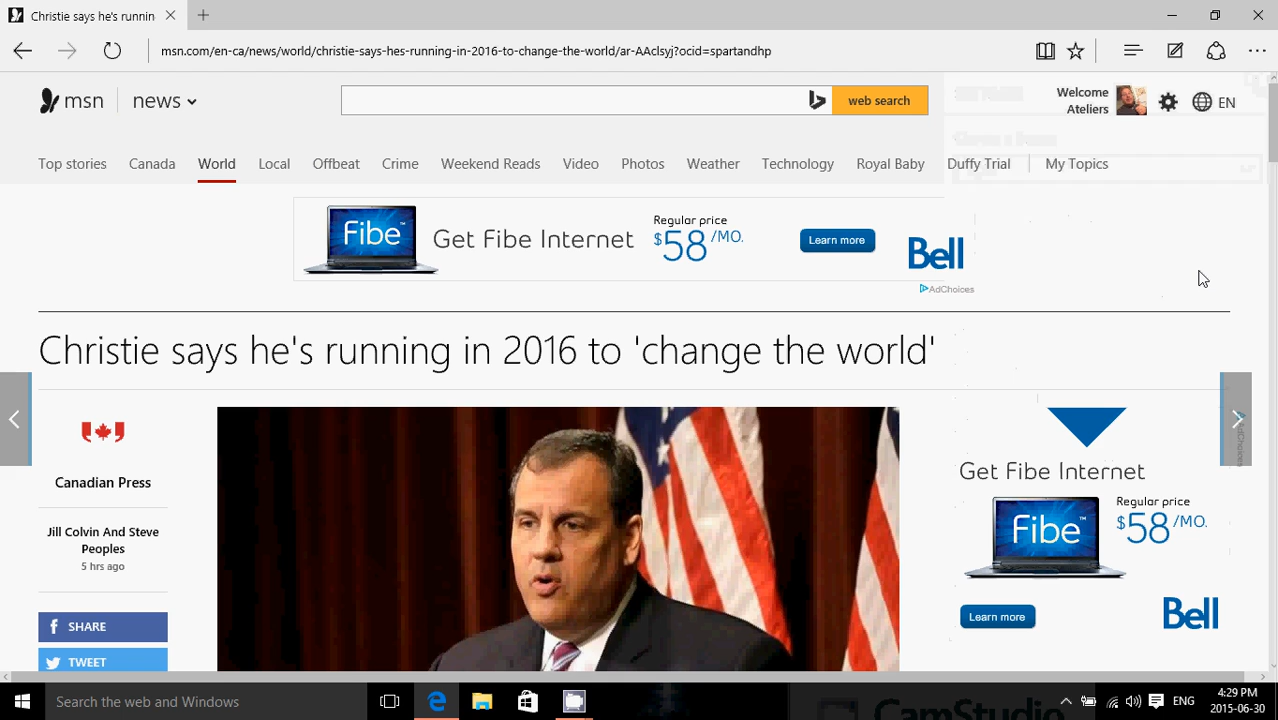 Christie says he's runnin
msn.com/en-ca/news/world/christie-says-hes-running-in-2016-to-change-the-world/ar-AAclsyj?ocid=spartandhp
msn news web search Welcome Ateliers EN
Top stories Canada World Local Offbeat Crime Weekend Reads Video Photos Weather Technology Royal Baby Duffy Trial My Topics
Fibe™ Get Fibe Internet Regular price $58/MO. Learn more Bell
AdChoices
Christie says he's running in 2016 to 'change the world'
Canadian Press
Jill Colvin And Steve
Peoples
5 hrs ago
SHARE
TWEET
AdChoices
Get Fibe Internet
Fibe™ Regular price
$58/MO.
Learn more Bell
Search the web and Windows ENG 4:29 PM
2015-06-30
CamStudio